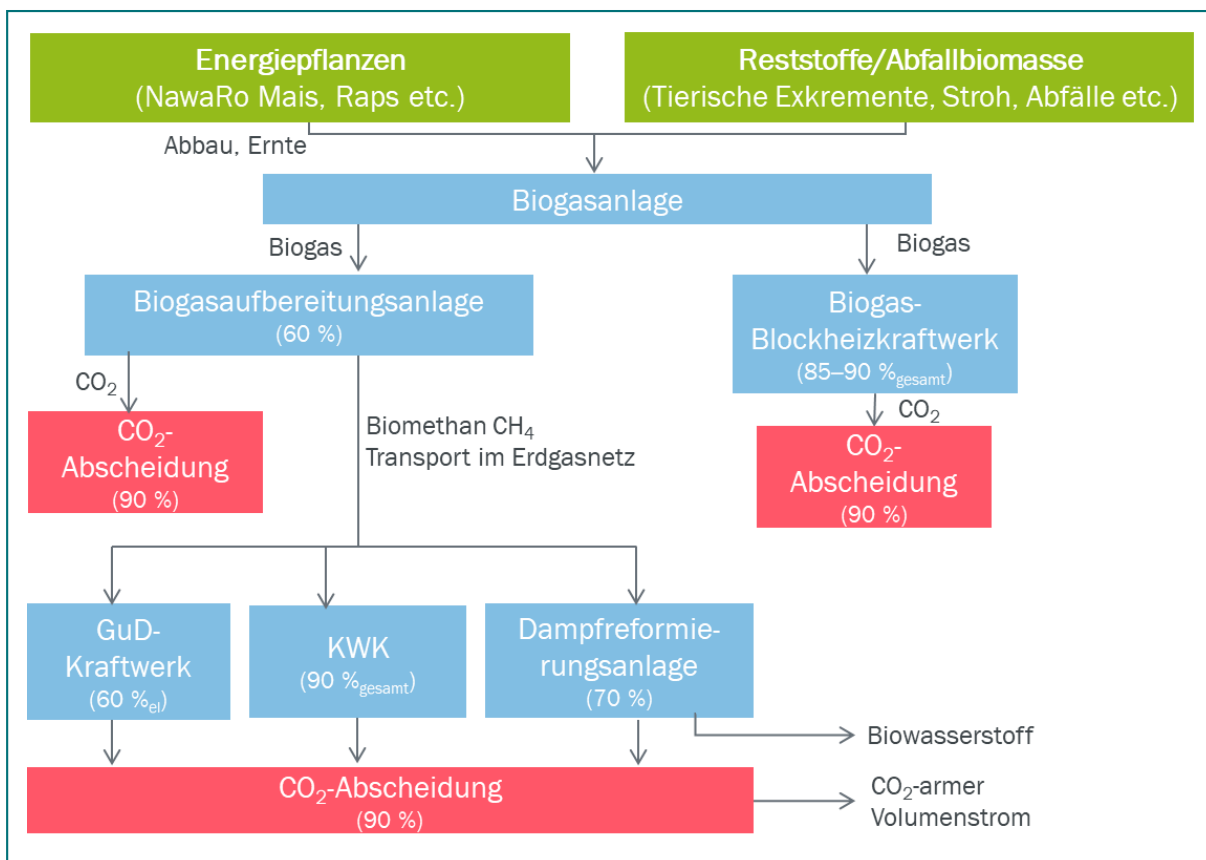 Energiepflanzen
(NawaRo Mais, Raps etc.)
Reststoffe/Abfallbiomasse
(Tierische Exkremente, Stroh, Abfälle etc.)
Abbau, Ernte
Biogasanlage
Biogas
Biogas
Biogasaufbereitungsanlage
(60 %)
Biogas-
Blockheizkraftwerk
(85–90 %gesamt)
CO₂
CO₂
CO₂-
Abscheidung
(90 %)
Biomethan CH₄
Transport im Erdgasnetz
CO₂-
Abscheidung
(90 %)
GuD-
Kraftwerk
(60 %el)
KWK
(90 %gesamt)
Dampfreformie-
rungsanlage
(70 %)
Biowasserstoff
CO₂-Abscheidung
(90 %)
CO₂-armer
Volumenstrom